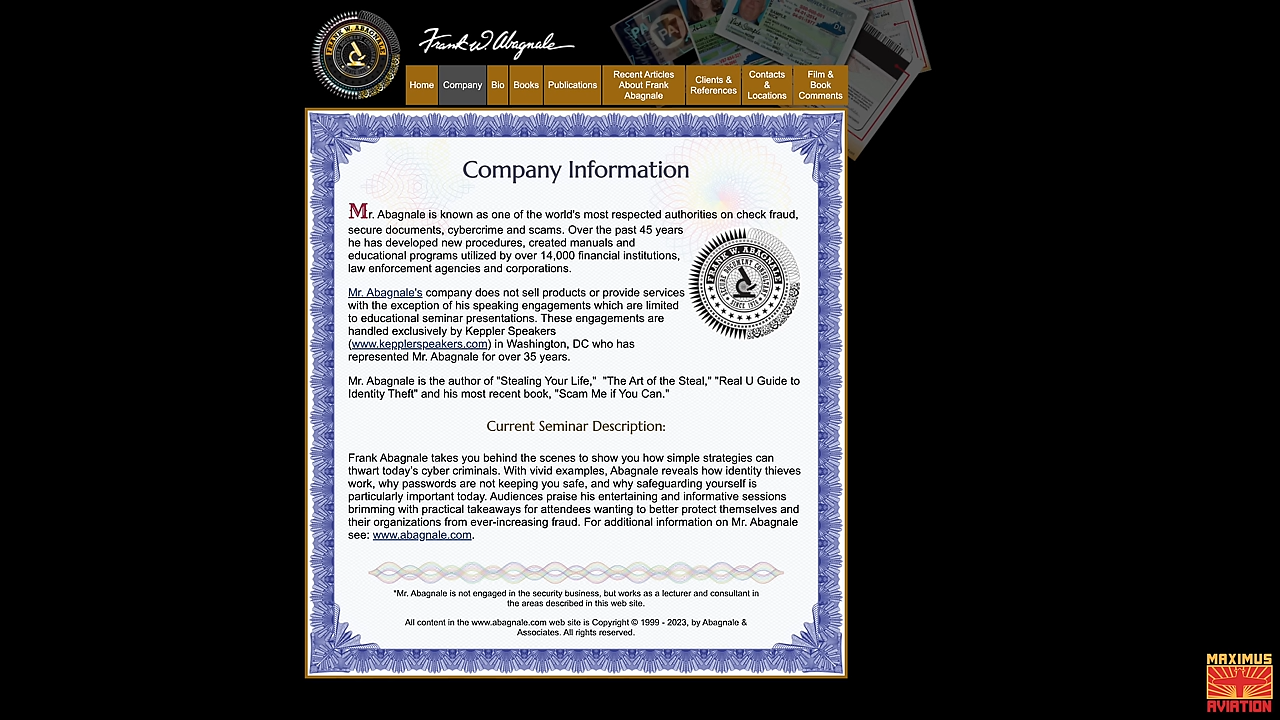 Frank W. Abagnale
FRANK W. ABAGNALE
Home
Company
Bio
Books
Publications
Recent Articles
About Frank
Abagnale
Clients &
References
Contacts
&
Locations
Film &
Book
Comments
Company Information
Mr. Abagnale is known as one of the world's most respected authorities on check fraud,
secure documents, cybercrime and scams. Over the past 45 years
he has developed new procedures, created manuals and
educational programs utilized by over 14,000 financial institutions,
law enforcement agencies and corporations.
FRANK W. ABAGNALE
SECURE DOCUMENT CONSULTANT
Mr. Abagnale's company does not sell products or provide services
with the exception of his speaking engagements which are limited
to educational seminar presentations. These engagements are
handled exclusively by Keppler Speakers
(www.kepplerspeakers.com) in Washington, DC who has
represented Mr. Abagnale for over 35 years.
Mr. Abagnale is the author of "Stealing Your Life,"  "The Art of the Steal," "Real U Guide to
Identity Theft" and his most recent book, "Scam Me if You Can."
Current Seminar Description:
Frank Abagnale takes you behind the scenes to show you how simple strategies can
thwart today's cyber criminals. With vivid examples, Abagnale reveals how identity thieves
work, why passwords are not keeping you safe, and why safeguarding yourself is
particularly important today. Audiences praise his entertaining and informative sessions
brimming with practical takeaways for attendees wanting to better protect themselves and
their organizations from ever-increasing fraud. For additional information on Mr. Abagnale
see: www.abagnale.com.
*Mr. Abagnale is not engaged in the security business, but works as a lecturer and consultant in
the areas described in this web site.
All content in the www.abagnale.com web site is Copyright © 1999 - 2023, by Abagnale &
Associates. All rights reserved.
MAXIMUS
AVIATION